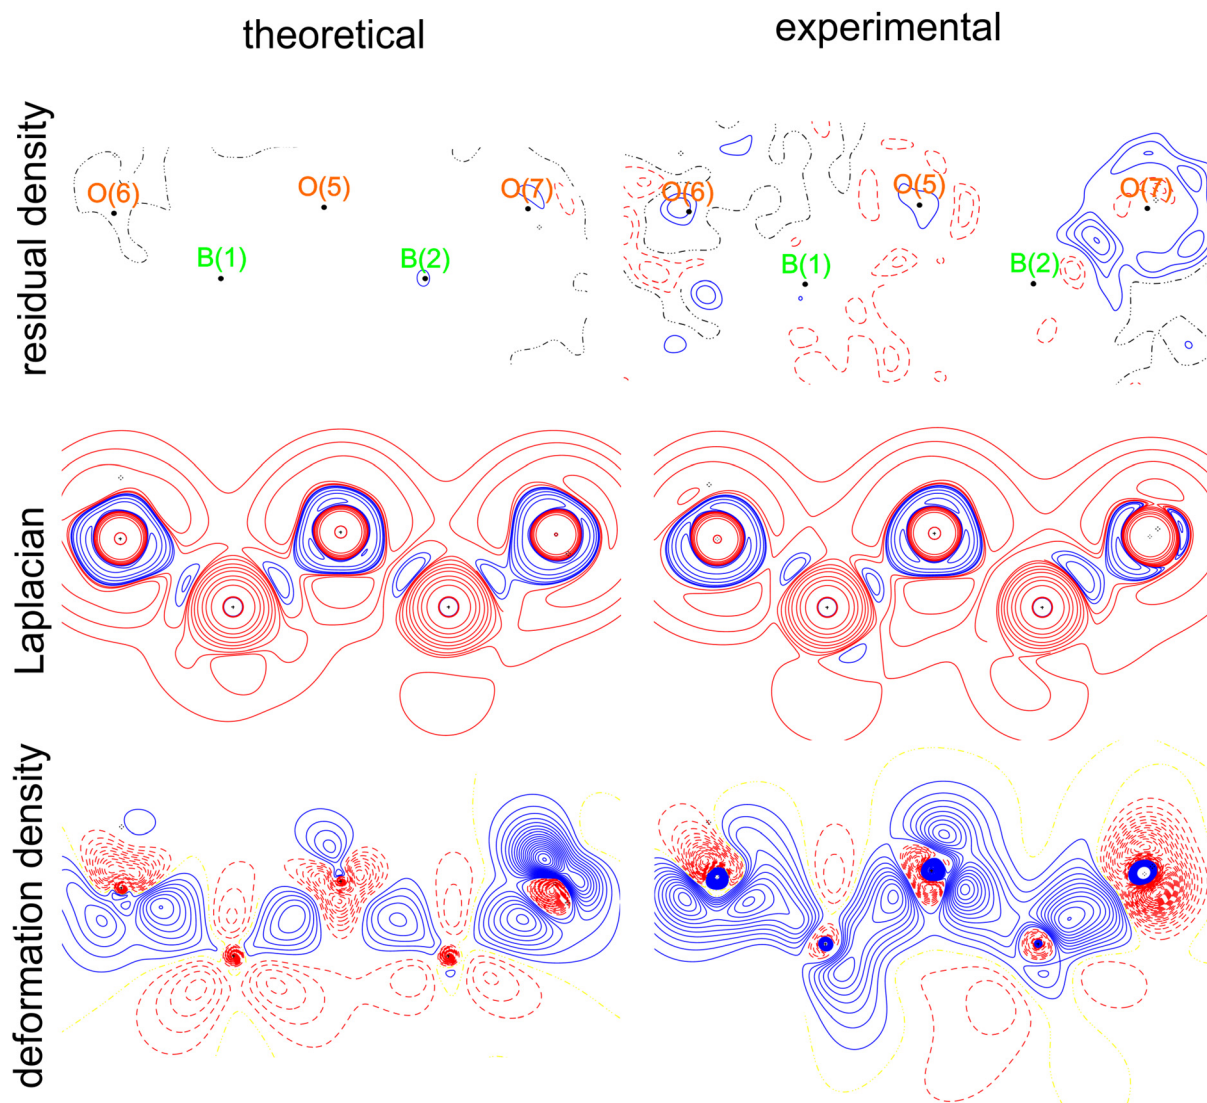 theoretical
experimental
residual density
O(6)
O(5)
O(7)
B(1)
B(2)
O(6)
O(5)
O(7)
B(1)
B(2)
Laplacian
deformation density